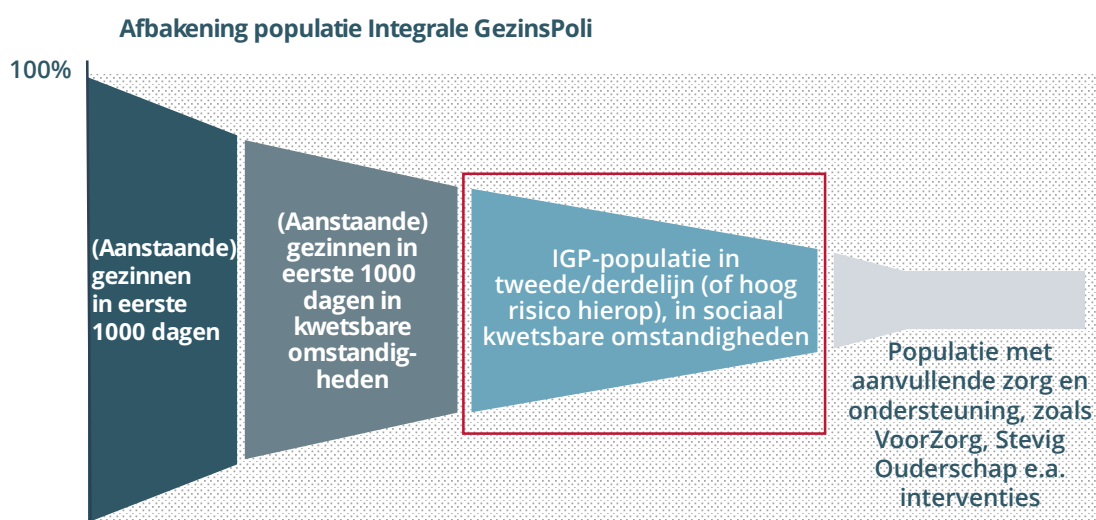 Afbakening populatie Integrale GezinsPoli
100%
(Aanstaande)
gezinnen
in eerste
1000 dagen
(Aanstaande)
gezinnen in
eerste 1000
dagen in
kwetsbare
omstandig-
heden
IGP-populatie in
tweede/derdelijn (of hoog
risico hierop), in sociaal
kwetsbare omstandigheden
Populatie met
aanvullende zorg en
ondersteuning, zoals
VoorZorg, Stevig
Ouderschap e.a.
interventies